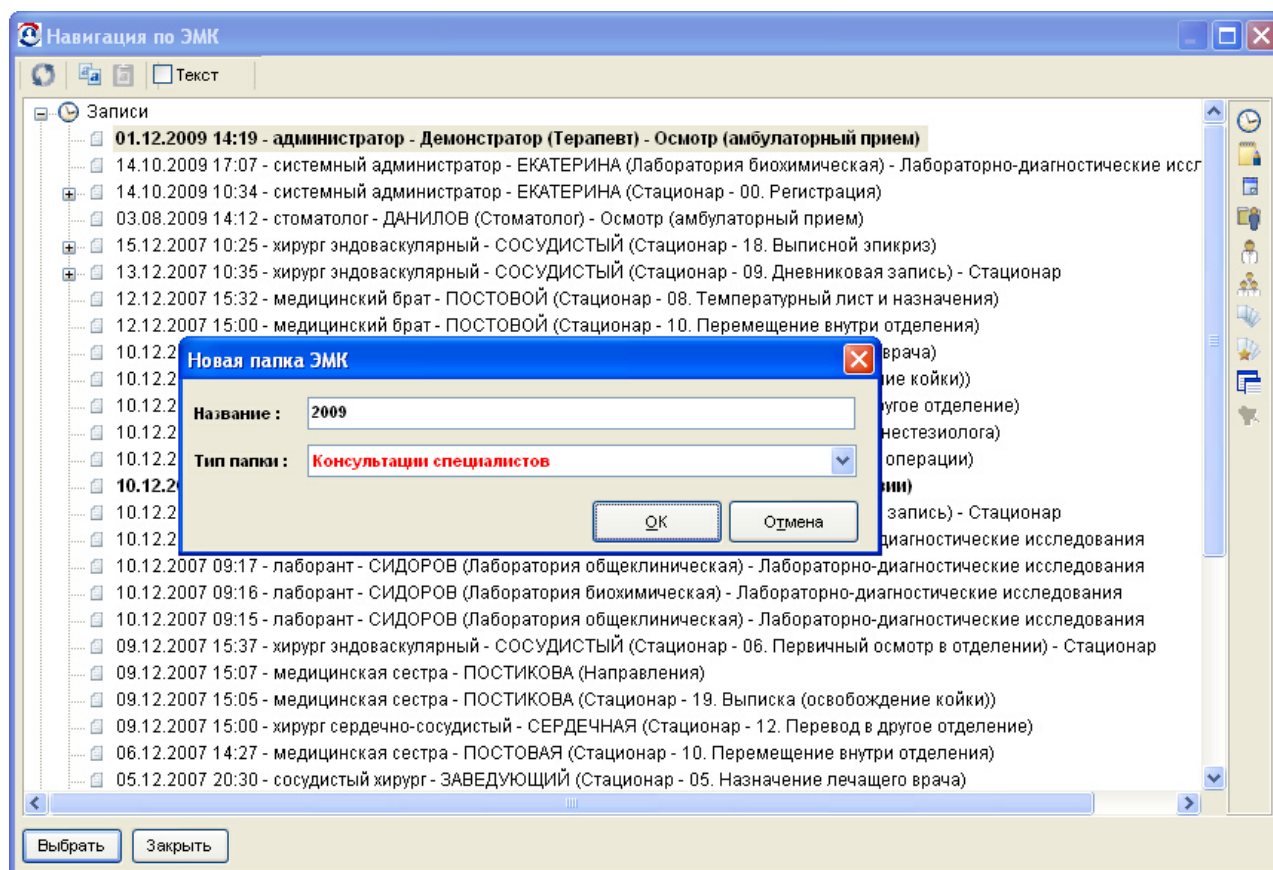 Навигация по ЭМК
Текст
Записи
01.12.2009 14:19 - администратор - Демонстратор (Терапевт) - Осмотр (амбулаторный прием)
14.10.2009 17:07 - системный администратор - ЕКАТЕРИНА (Лаборатория биохимическая) - Лабораторно-диагностические иссл
14.10.2009 10:34 - системный администратор - ЕКАТЕРИНА (Стационар - 00. Регистрация)
03.08.2009 14:12 - стоматолог - ДАНИЛОВ (Стоматолог) - Осмотр (амбулаторный прием)
15.12.2007 10:25 - хирург эндоваскулярный - СОСУДИСТЫЙ (Стационар - 18. Выписной эпикриз)
13.12.2007 10:35 - хирург эндоваскулярный - СОСУДИСТЫЙ (Стационар - 09. Дневниковая запись) - Стационар
12.12.2007 15:32 - медицинский брат - ПОСТОВОЙ (Стационар - 08. Температурный лист и назначения)
12.12.2007 15:00 - медицинский брат - ПОСТОВОЙ (Стационар - 10. Перемещение внутри отделения)
10.12.2 врача)
10.12.2 ие койки))
10.12.2 угое отделение)
10.12.2 нестезиолога)
10.12.2 операции)
10.12.2 зии)
10.12.2 запись) - Стационар
10.12.2 диагностические исследования
Новая папка ЭМК
Название : 2009
Тип папки : Консультации специалистов
OK Отмена
10.12.2007 09:17 - лаборант - СИДОРОВ (Лаборатория общеклиническая) - Лабораторно-диагностические исследования
10.12.2007 09:16 - лаборант - СИДОРОВ (Лаборатория биохимическая) - Лабораторно-диагностические исследования
10.12.2007 09:15 - лаборант - СИДОРОВ (Лаборатория общеклиническая) - Лабораторно-диагностические исследования
09.12.2007 15:37 - хирург эндоваскулярный - СОСУДИСТЫЙ (Стационар - 06. Первичный осмотр в отделении) - Стационар
09.12.2007 15:07 - медицинская сестра - ПОСТИКОВА (Направления)
09.12.2007 15:05 - медицинская сестра - ПОСТИКОВА (Стационар - 19. Выписка (освобождение койки))
09.12.2007 15:00 - хирург сердечно-сосудистый - СЕРДЕЧНАЯ (Стационар - 12. Перевод в другое отделение)
06.12.2007 14:27 - медицинская сестра - ПОСТОВАЯ (Стационар - 10. Перемещение внутри отделения)
05.12.2007 20:30 - сосудистый хирург - ЗАВЕДУЮЩИЙ (Стационар - 05. Назначение лечащего врача)
Выбрать Закрыть